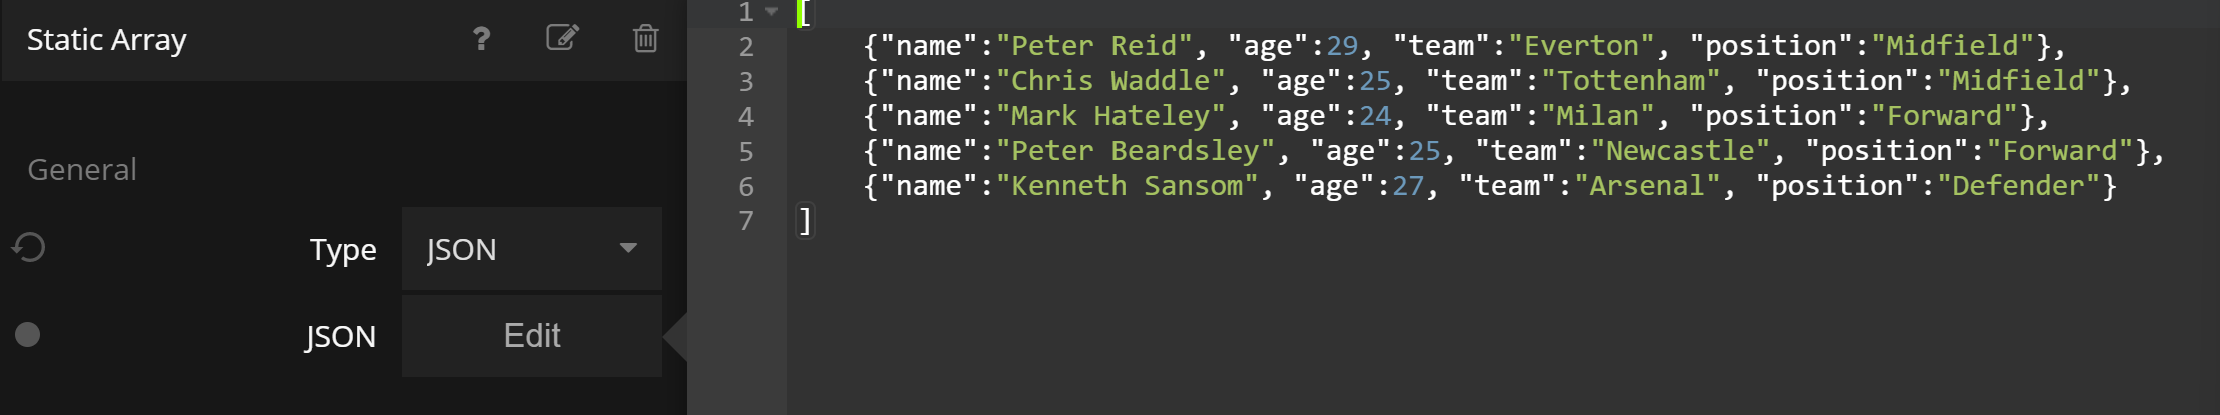 Static Array ?
General
Type JSON
JSON Edit
1 [
2 {"name":"Peter Reid", "age":29, "team":"Everton", "position":"Midfield"},
3 {"name":"Chris Waddle", "age":25, "team":"Tottenham", "position":"Midfield"},
4 {"name":"Mark Hateley", "age":24, "team":"Milan", "position":"Forward"},
5 {"name":"Peter Beardsley", "age":25, "team":"Newcastle", "position":"Forward"},
6 {"name":"Kenneth Sansom", "age":27, "team":"Arsenal", "position":"Defender"}
7 ]